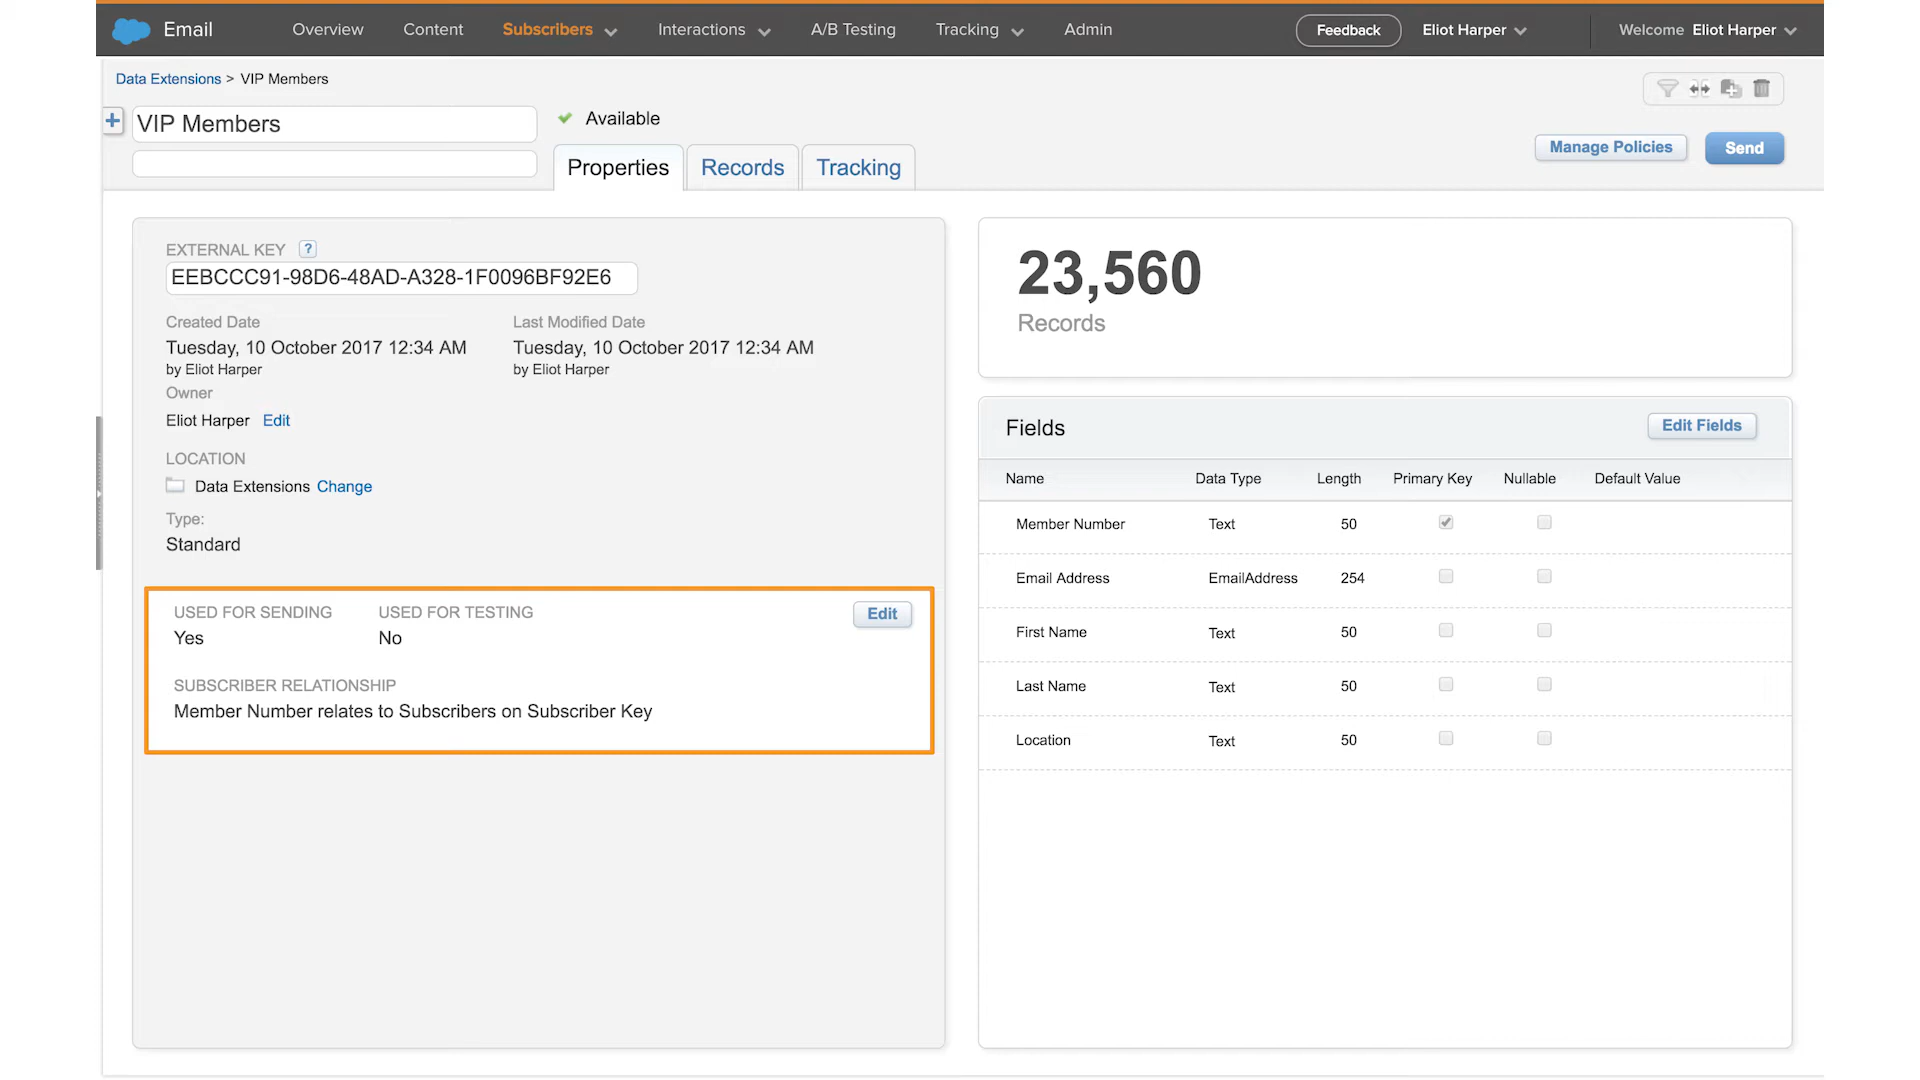 Email
Overview
Content
Subscribers
Interactions
A/B Testing
Tracking
Admin
Feedback
Eliot Harper
Welcome Eliot Harper
Data Extensions > VIP Members
VIP Members
Available
Properties
Records
Tracking
Manage Policies
Send
EXTERNAL KEY ?
EEBCCC91-98D6-48AD-A328-1F0096BF92E6
Created Date
Tuesday, 10 October 2017 12:34 AM
by Eliot Harper
Last Modified Date
Tuesday, 10 October 2017 12:34 AM
by Eliot Harper
Owner
Eliot Harper Edit
LOCATION
Data Extensions Change
Type:
Standard
USED FOR SENDING
Yes
USED FOR TESTING
No
Edit
SUBSCRIBER RELATIONSHIP
Member Number relates to Subscribers on Subscriber Key
23,560
Records
Fields
Edit Fields
Name Data Type Length Primary Key Nullable Default Value
Member Number Text 50
Email Address EmailAddress 254
First Name Text 50
Last Name Text 50
Location Text 50